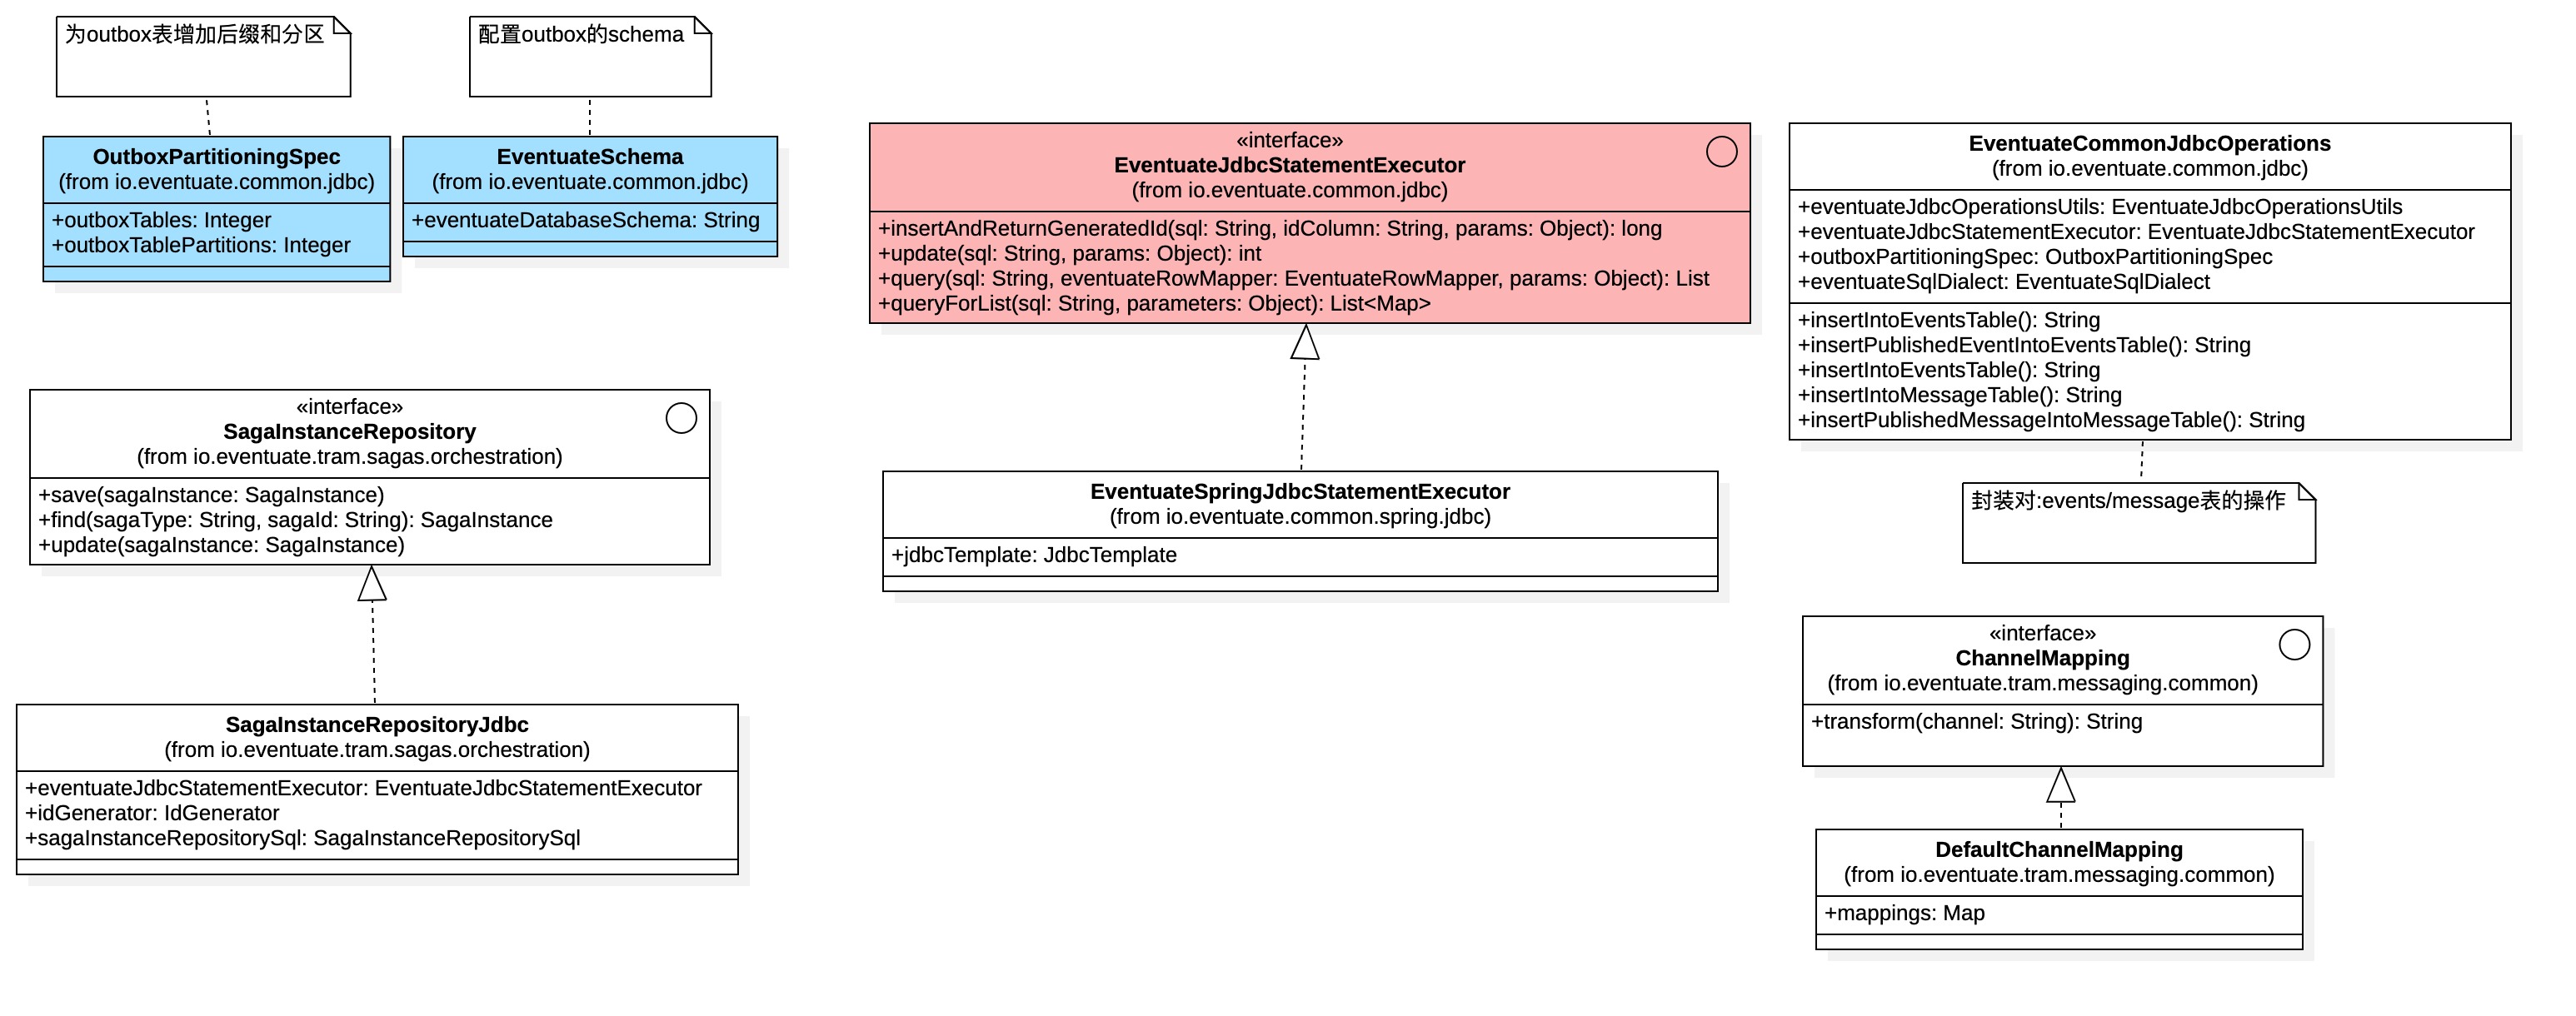 为outbox表增加后缀和分区
配置outbox的schema
OutboxPartitioningSpec
(from io.eventuate.common.jdbc)
+outboxTables: Integer
+outboxTablePartitions: Integer
EventuateSchema
(from io.eventuate.common.jdbc)
+eventuateDatabaseSchema: String
«interface»
EventuateJdbcStatementExecutor
(from io.eventuate.common.jdbc)
+insertAndReturnGeneratedId(sql: String, idColumn: String, params: Object): long
+update(sql: String, params: Object): int
+query(sql: String, eventuateRowMapper: EventuateRowMapper, params: Object): List
+queryForList(sql: String, parameters: Object): List<Map>
EventuateCommonJdbcOperations
(from io.eventuate.common.jdbc)
+eventuateJdbcOperationsUtils: EventuateJdbcOperationsUtils
+eventuateJdbcStatementExecutor: EventuateJdbcStatementExecutor
+outboxPartitioningSpec: OutboxPartitioningSpec
+eventuateSqlDialect: EventuateSqlDialect
+insertIntoEventsTable(): String
+insertPublishedEventIntoEventsTable(): String
+insertIntoEventsTable(): String
+insertIntoMessageTable(): String
+insertPublishedMessageIntoMessageTable(): String
«interface»
SagaInstanceRepository
(from io.eventuate.tram.sagas.orchestration)
+save(sagaInstance: SagaInstance)
+find(sagaType: String, sagaId: String): SagaInstance
+update(sagaInstance: SagaInstance)
EventuateSpringJdbcStatementExecutor
(from io.eventuate.common.spring.jdbc)
+jdbcTemplate: JdbcTemplate
封装对:events/message表的操作
«interface»
ChannelMapping
(from io.eventuate.tram.messaging.common)
+transform(channel: String): String
SagaInstanceRepositoryJdbc
(from io.eventuate.tram.sagas.orchestration)
+eventuateJdbcStatementExecutor: EventuateJdbcStatementExecutor
+idGenerator: IdGenerator
+sagaInstanceRepositorySql: SagaInstanceRepositorySql
DefaultChannelMapping
(from io.eventuate.tram.messaging.common)
+mappings: Map